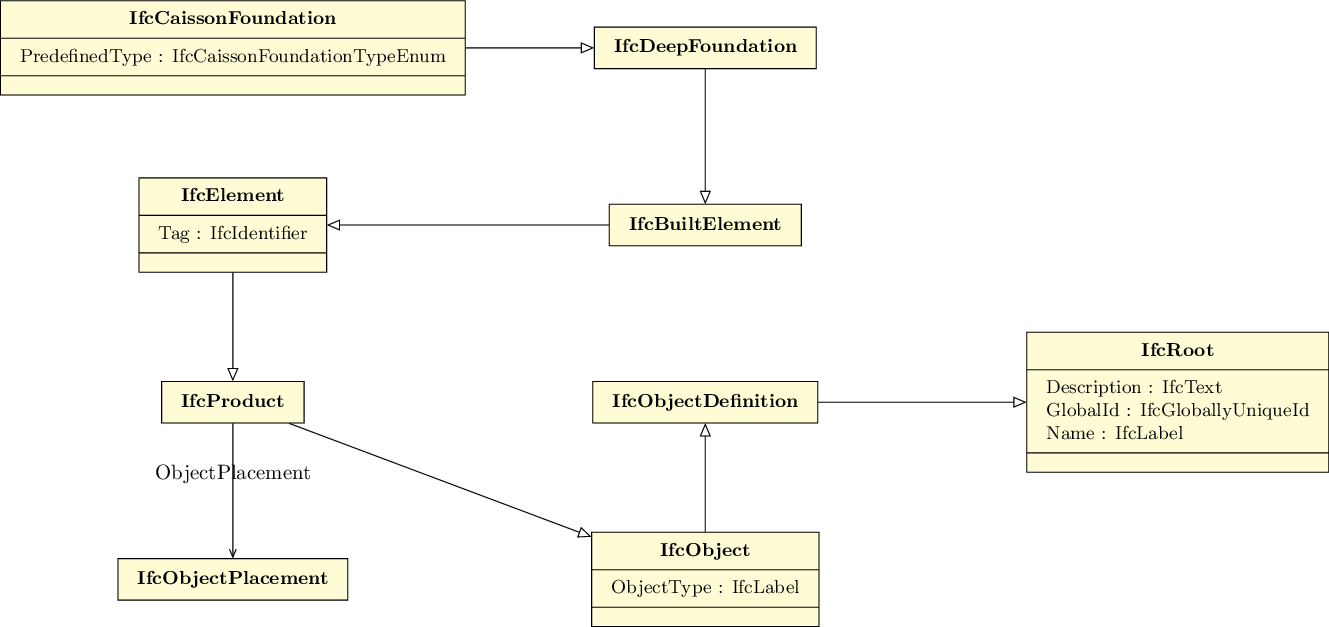 IfcCaissonFoundation
PredefinedType : IfcCaissonFoundationTypeEnum
IfcDeepFoundation
IfcElement
Tag : IfcIdentifier
IfcBuiltElement
IfcProduct
IfcObjectDefinition
IfcRoot
Description : IfcText
GlobalId : IfcGloballyUniqueId
Name : IfcLabel
ObjectPlacement
IfcObjectPlacement
IfcObject
ObjectType : IfcLabel